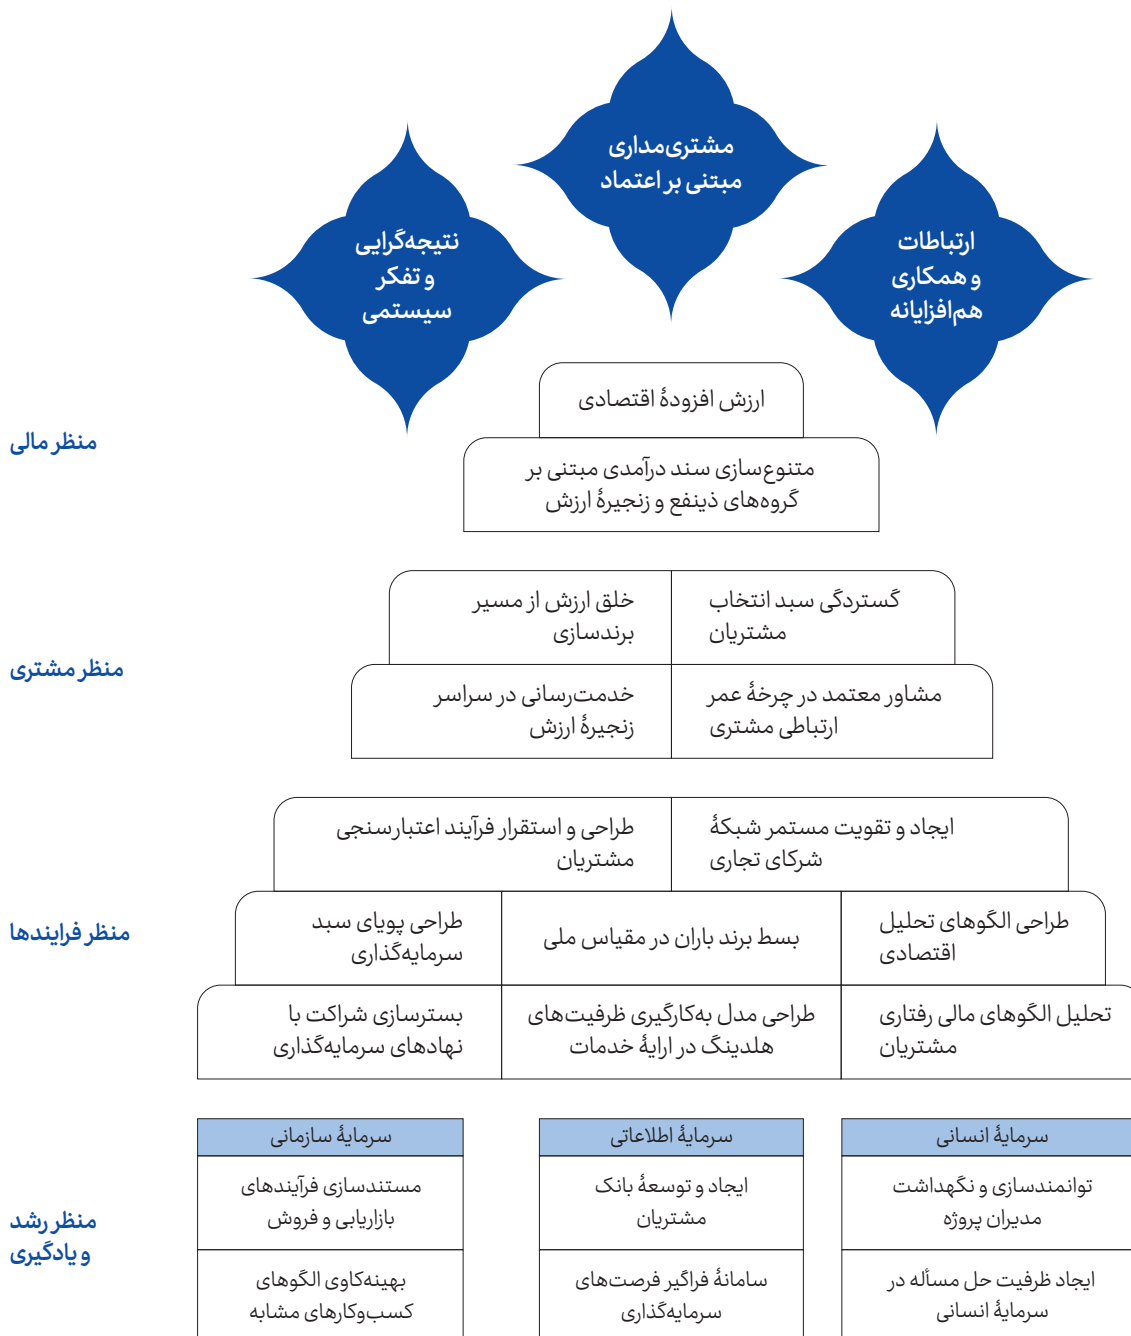 مشتری‌مداری
مبتنی بر اعتماد
ارتباطات
و همکاری
هم‌افزایانه
نتیجه‌گرایی
و تفکر
سیستمی
منظر مالی
ارزش افزودهٔ اقتصادی
متنوع‌سازی سند درآمدی مبتنی بر
گروه‌های ذینفع و زنجیرهٔ ارزش
منظر مشتری
گستردگی سبد انتخاب
مشتریان
خلق ارزش از مسیر
برندسازی
مشاور معتمد در چرخهٔ عمر
ارتباطی مشتری
خدمت‌رسانی در سراسر
زنجیرهٔ ارزش
منظر فرایندها
ایجاد و تقویت مستمر شبکهٔ
شرکای تجاری
طراحی و استقرار فرآیند اعتبارسنجی
مشتریان
طراحی الگوهای تحلیل
اقتصادی
بسط برند باران در مقیاس ملی
طراحی پویای سبد
سرمایه‌گذاری
تحلیل الگوهای مالی رفتاری
مشتریان
طراحی مدل به‌کارگیری ظرفیت‌های
هلدینگ در ارایهٔ خدمات
بسترسازی شراکت با
نهادهای سرمایه‌گذاری
منظر رشد
و یادگیری
سرمایهٔ انسانی
توانمندسازی و نگهداشت
مدیران پروژه
ایجاد ظرفیت حل مسأله در
سرمایهٔ انسانی
سرمایهٔ اطلاعاتی
ایجاد و توسعهٔ بانک
مشتریان
سامانهٔ فراگیر فرصت‌های
سرمایه‌گذاری
سرمایهٔ سازمانی
مستندسازی فرآیندهای
بازاریابی و فروش
بهینه‌کاوی الگوهای
کسب‌وکارهای مشابه